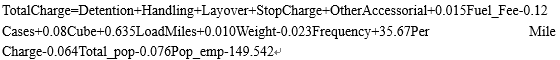 TotalCharge=Detention+Handling+Layover+StopCharge+OtherAccessorial+0.015Fuel_Fee-0.12
Cases+0.08Cube+0.635LoadMiles+0.010Weight-0.023Frequency+35.67Per Mile
Charge-0.064Total_pop-0.076Pop_emp-149.542↵